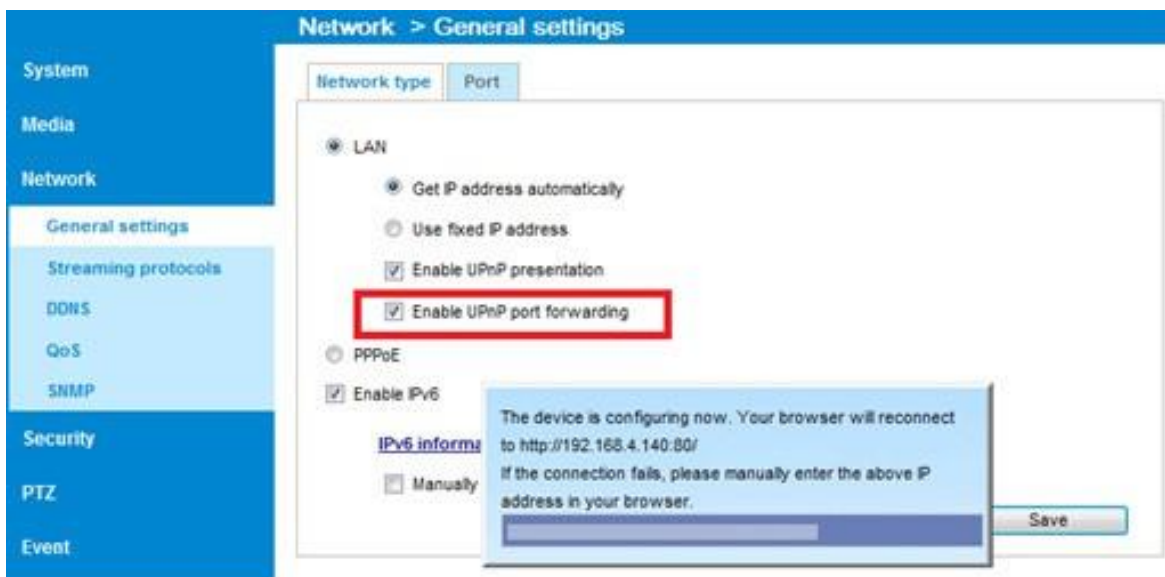 Network > General settings
System
Media
Network
General settings
Streaming protocols
DDNS
QoS
SNMP
Security
PTZ
Event
Network type
Port
LAN
Get IP address automatically
Use fixed IP address
Enable UPnP presentation
Enable UPnP port forwarding
PPPoE
Enable IPv6
IPv6 informa
Manually
The device is configuring now. Your browser will reconnect
to http://192.168.4.140:80/
If the connection fails, please manually enter the above IP
address in your browser.
Save